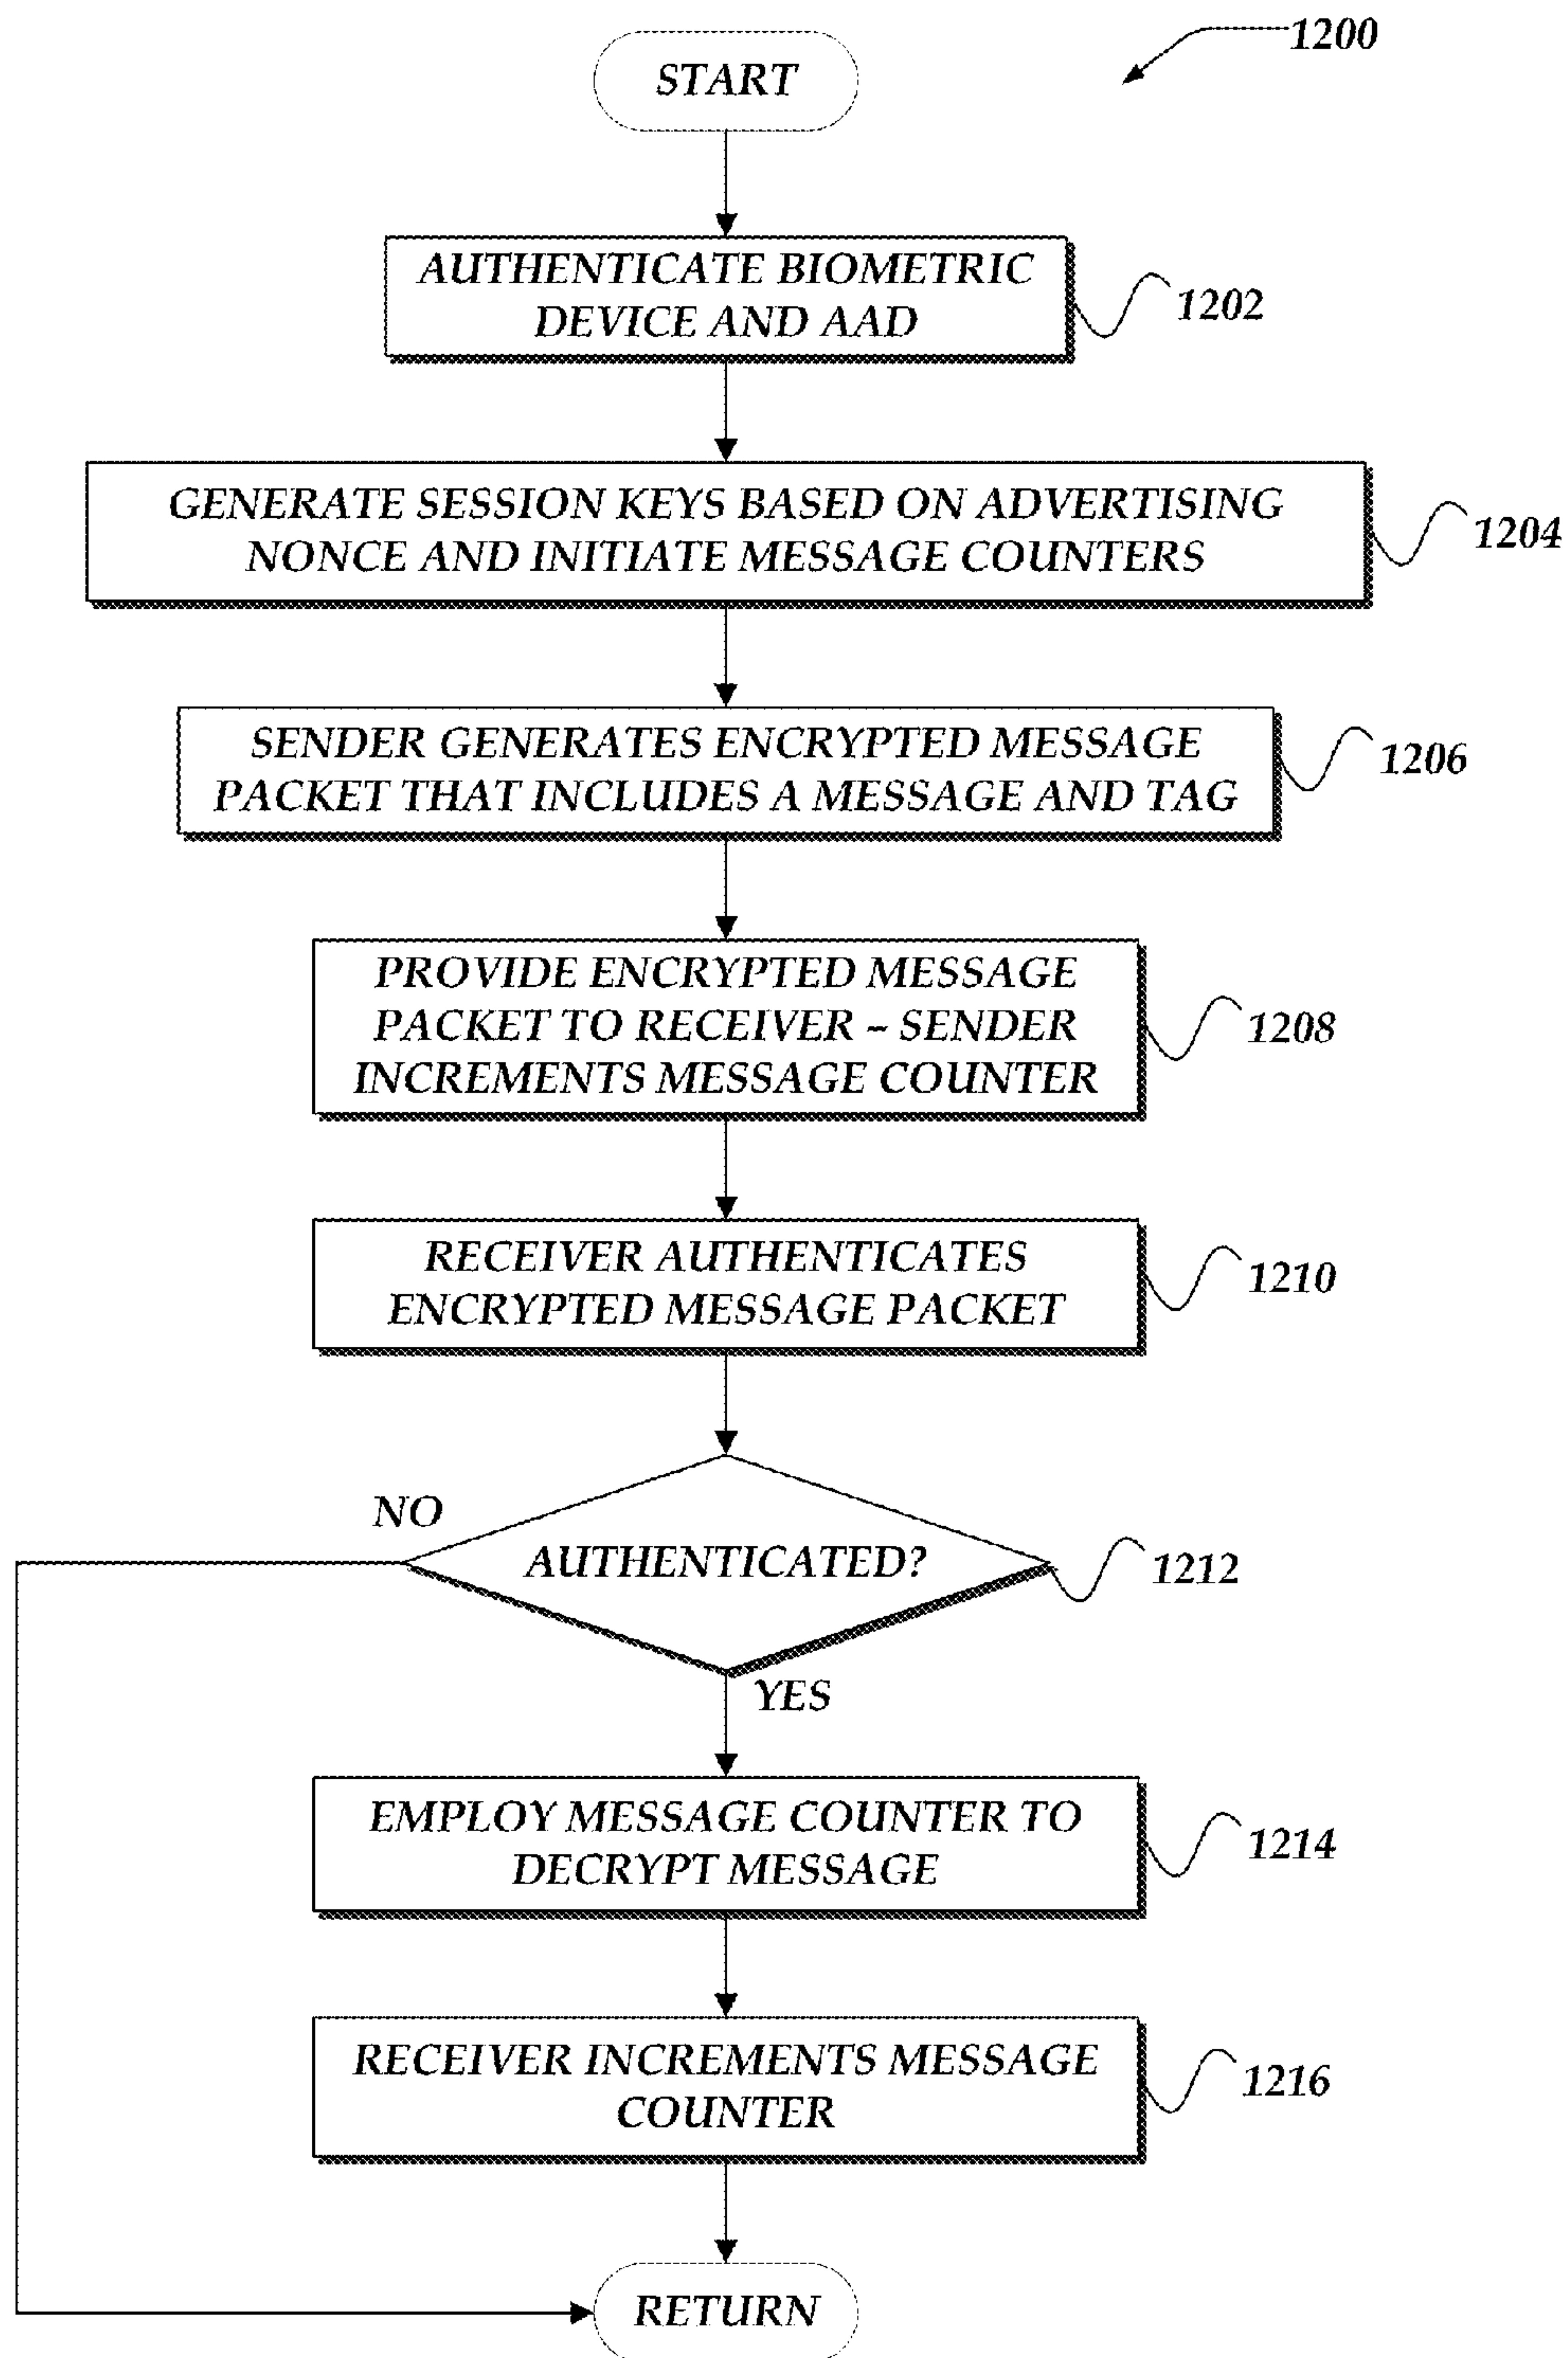 1200
START
AUTHENTICATE BIOMETRIC
DEVICE AND AAD
1202
GENERATE SESSION KEYS BASED ON ADVERTISING
NONCE AND INITIATE MESSAGE COUNTERS
1204
SENDER GENERATES ENCRYPTED MESSAGE
PACKET THAT INCLUDES A MESSAGE AND TAG
1206
PROVIDE ENCRYPTED MESSAGE
PACKET TO RECEIVER – SENDER
INCREMENTS MESSAGE COUNTER
1208
RECEIVER AUTHENTICATES
ENCRYPTED MESSAGE PACKET
1210
NO
AUTHENTICATED?
1212
YES
EMPLOY MESSAGE COUNTER TO
DECRYPT MESSAGE
1214
RECEIVER INCREMENTS MESSAGE
COUNTER
1216
RETURN